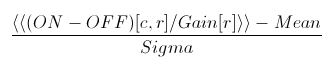 ⟨⟨(ON − OFF)[c, r]/Gain[r]⟩⟩ − Mean
Sigma